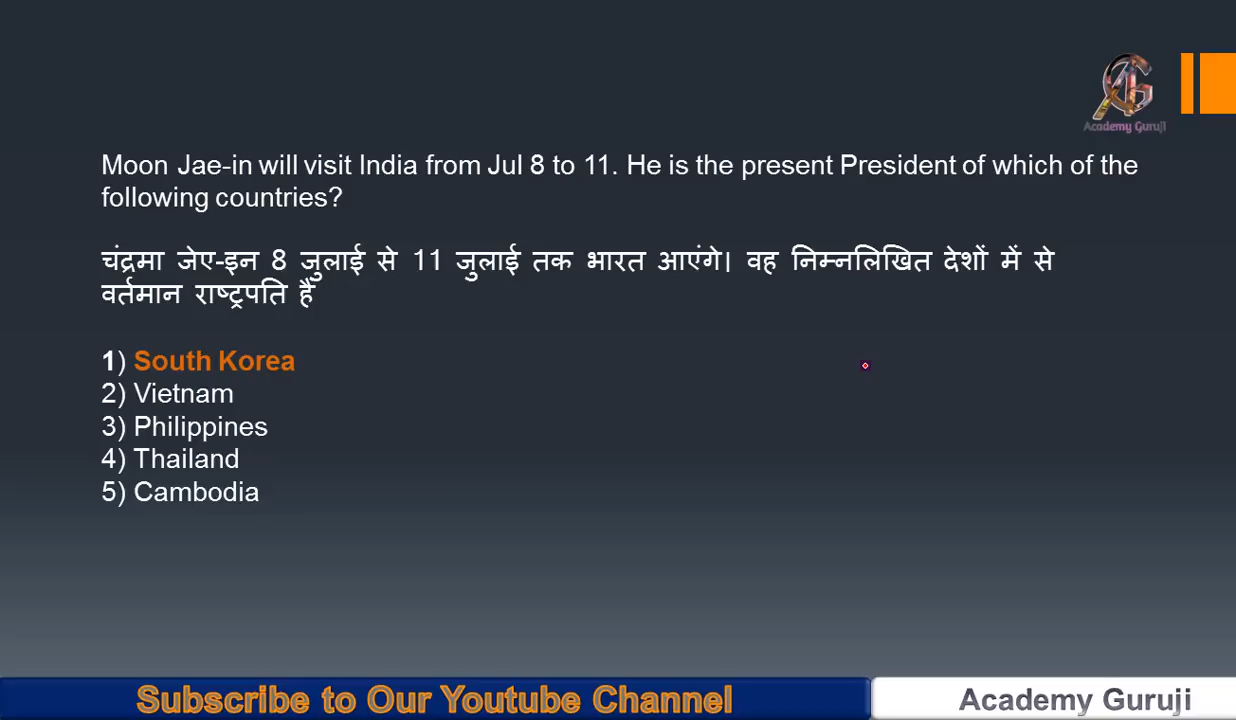 Academy Guruji
Moon Jae-in will visit India from Jul 8 to 11. He is the present President of which of the
following countries?
चंद्रमा जेए-इन 8 जुलाई से 11 जुलाई तक भारत आएंगे। वह निम्नलिखित देशों में से
वर्तमान राष्ट्रपति हैं
1) South Korea
2) Vietnam
3) Philippines
4) Thailand
5) Cambodia
Subscribe to Our Youtube Channel
Academy Guruji